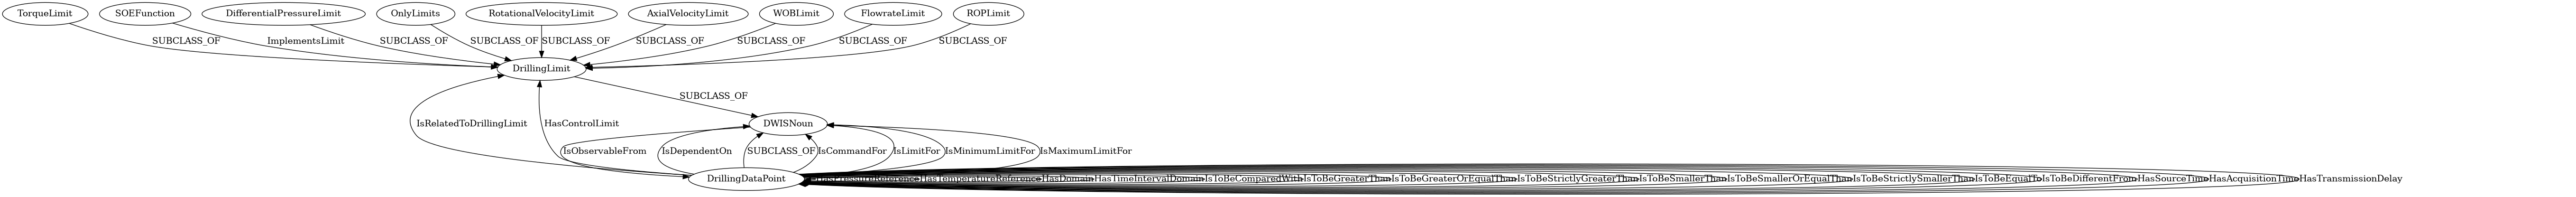 TorqueLimit SOEFunction DifferentialPressureLimit OnlyLimits RotationalVelocityLimit AxialVelocityLimit WOBLimit FlowrateLimit ROPLimit
SUBCLASS_OF ImplementsLimit SUBCLASS_OF SUBCLASS_OF SUBCLASS_OF SUBCLASS_OF SUBCLASS_OF SUBCLASS_OF SUBCLASS_OF
DrillingLimit
SUBCLASS_OF
IsRelatedToDrillingLimit HasControlLimit DWISNoun
IsObservableFrom IsDependentOn SUBCLASS_OF IsCommandFor IsLimitFor IsMinimumLimitFor IsMaximumLimitFor
DrillingDataPoint HasPressureReference HasTemperatureReference HasDomain HasTimeIntervalDomain IsToBeComparedWith IsToBeGreaterThan IsToBeGreaterOrEqualThan IsToBeStrictlyGreaterThan IsToBeSmallerThan IsToBeSmallerOrEqualThan IsToBeStrictlySmallerThan IsToBeEqualTo IsToBeDifferentFrom HasSourceTime HasAcquisitionTime HasTransmissionDelay